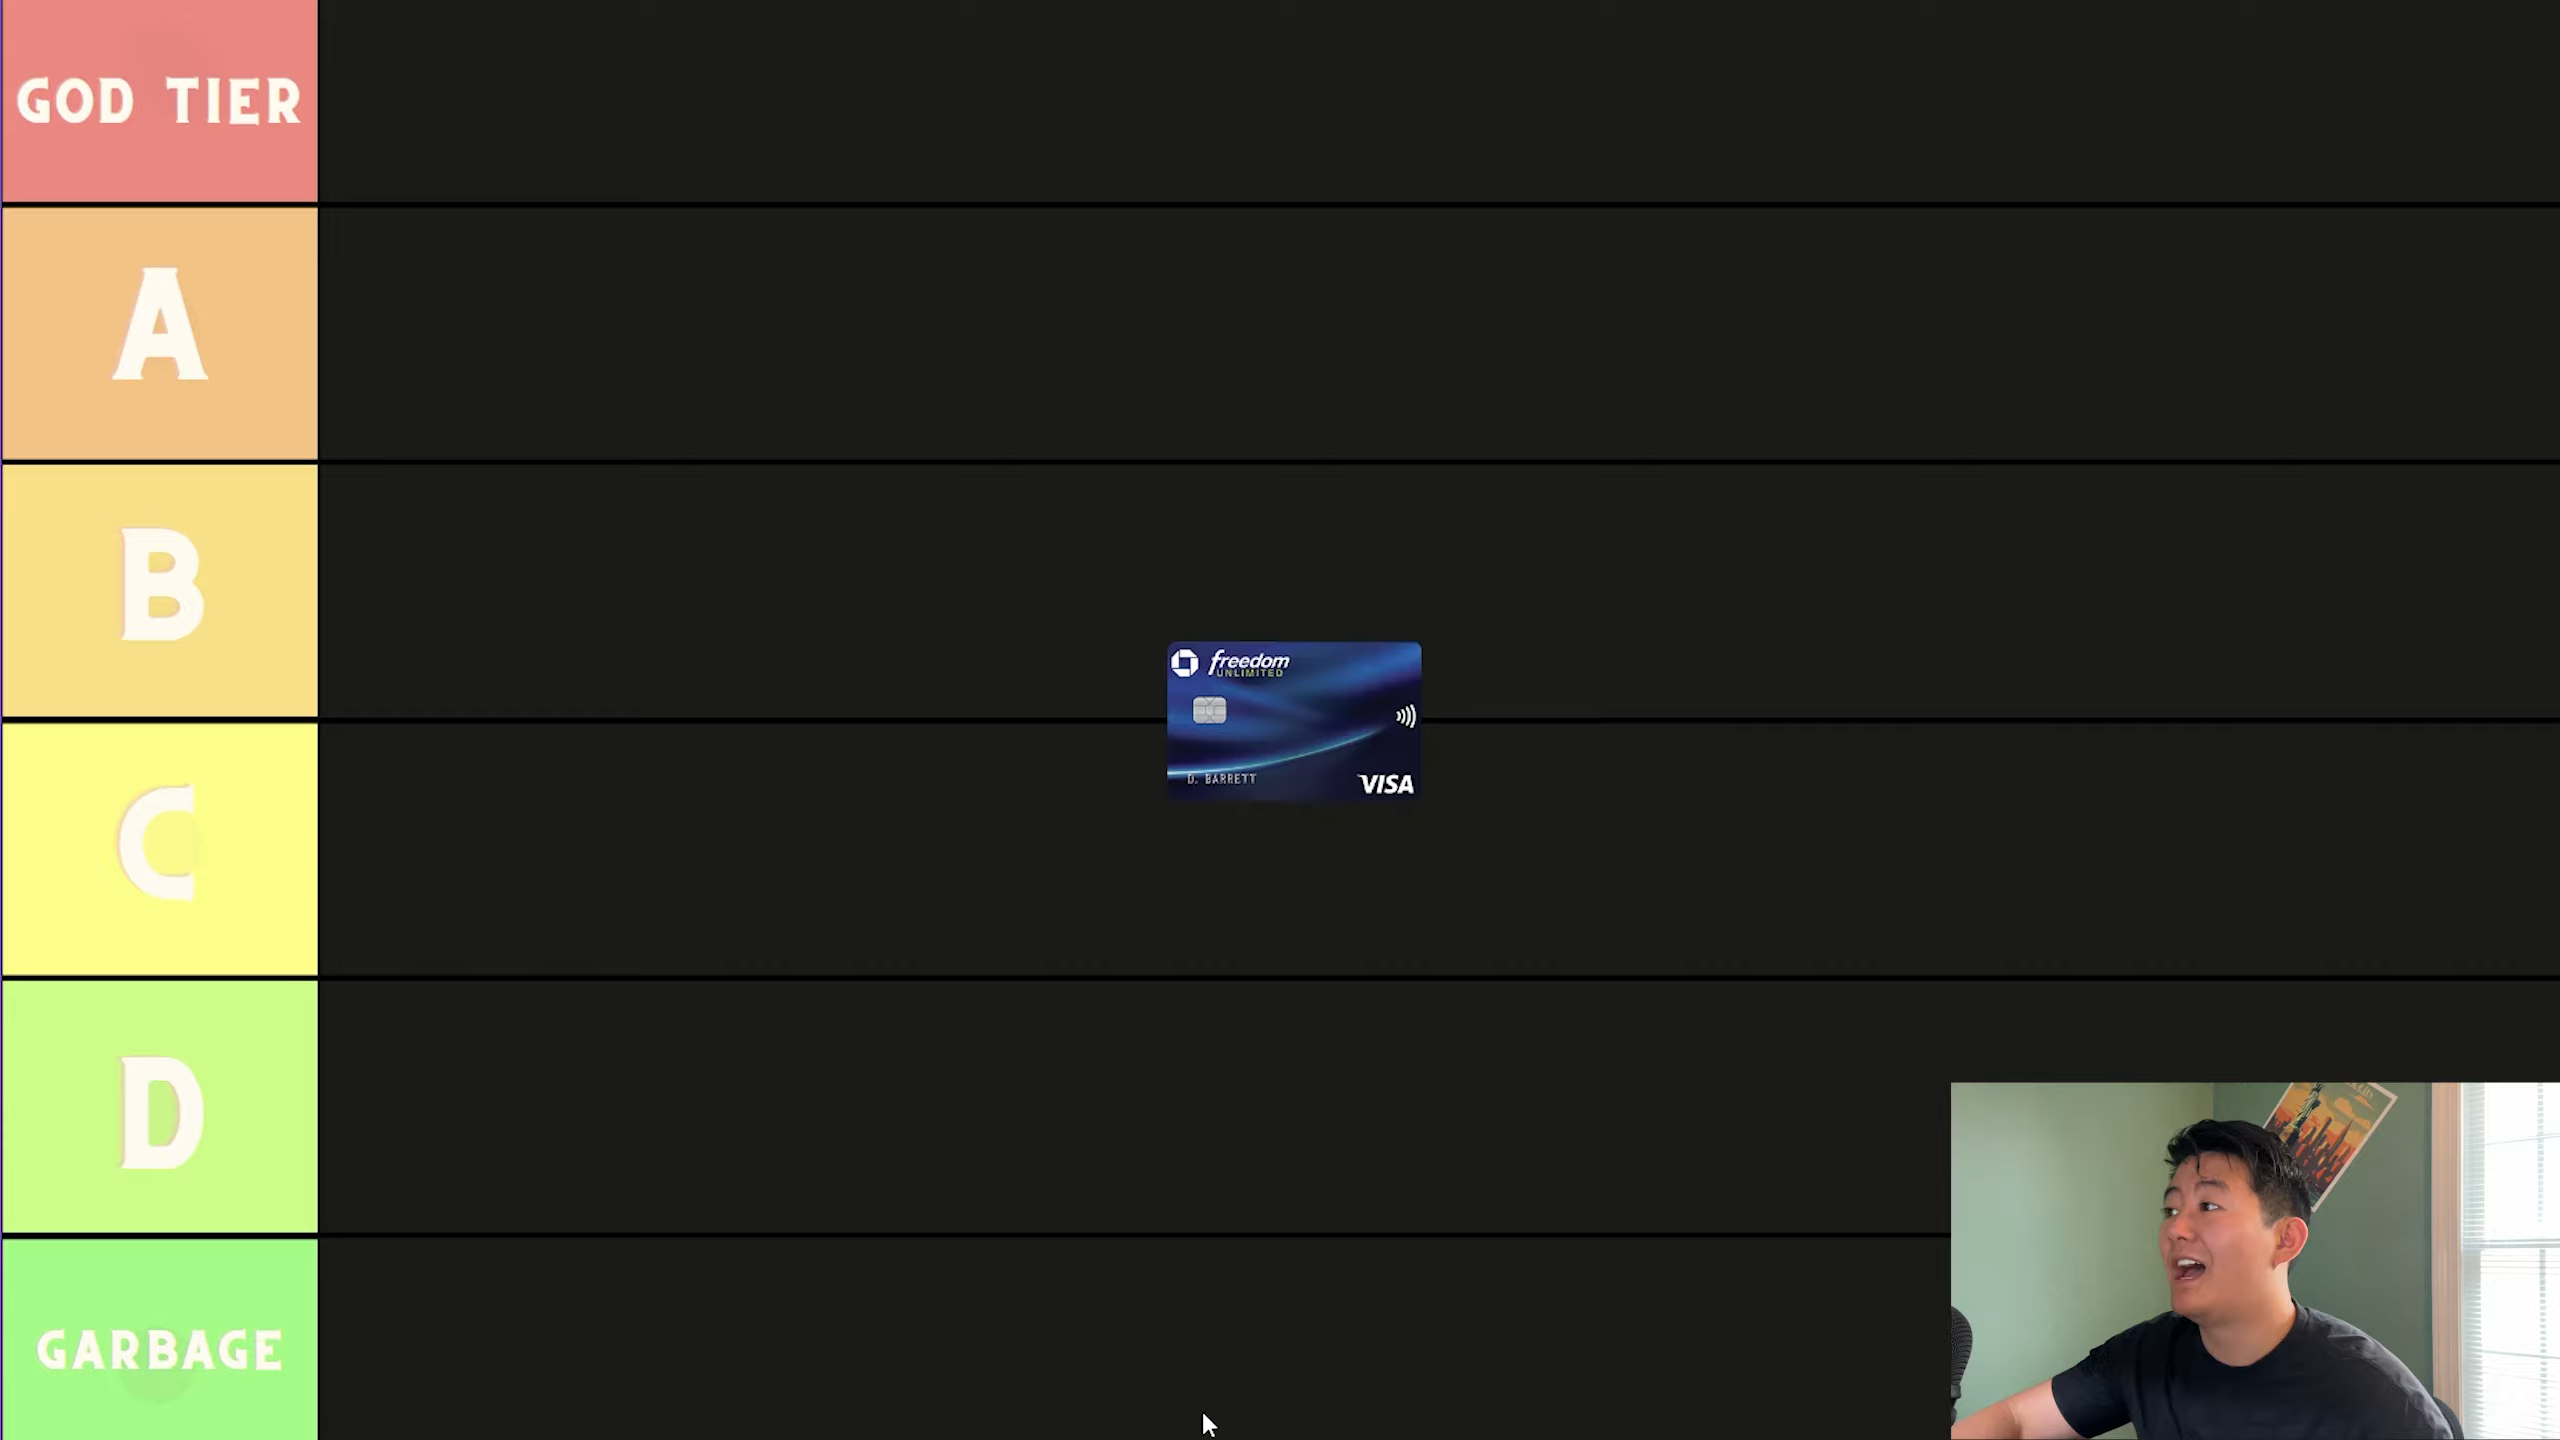 GOD TIER
A
B
freedom
UNLIMITED
D. BARRETT
VISA
C
D
GARBAGE